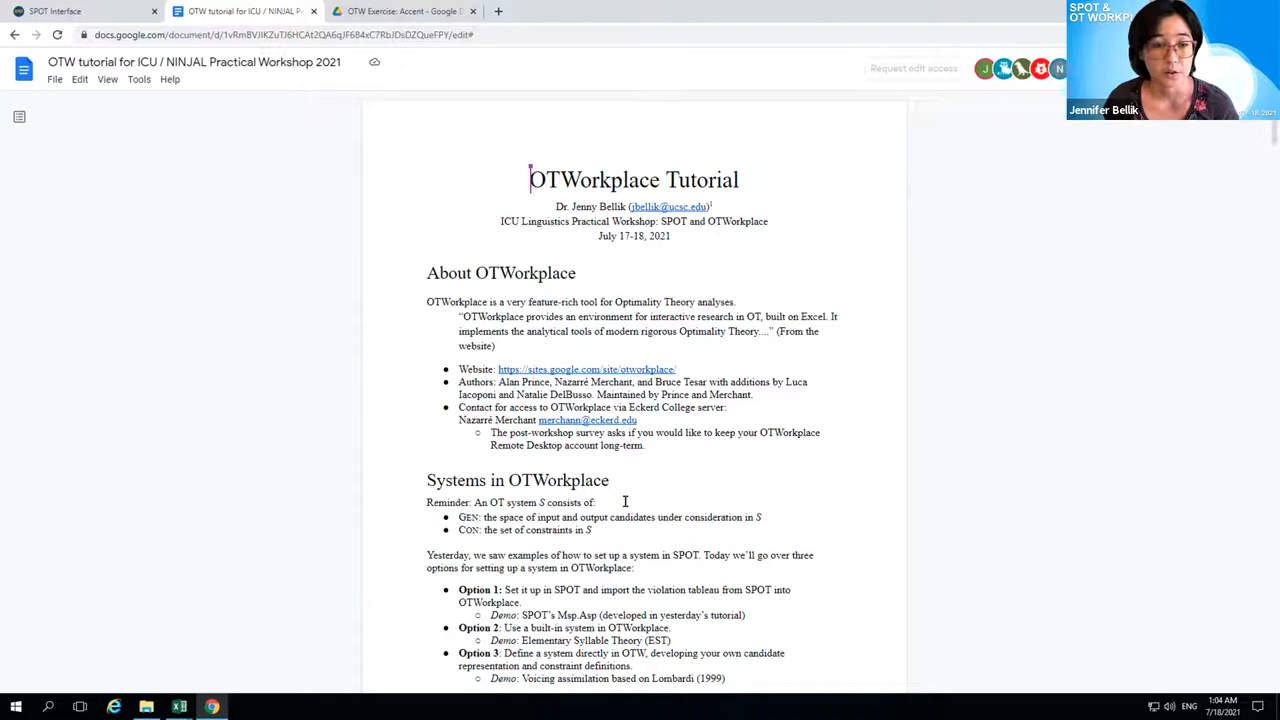 SPOT Interface
OTW tutorial for ICU / NINJAL P
OTW Exercise: Accent - Google D
docs.google.com/document/d/1vRmBVJIKZuTJ6HCAt2QA6qJF684xC7RbJDsDZQueFPY/edit#
OTW tutorial for ICU / NINJAL Practical Workshop 2021
File Edit View Tools Help
Request edit access
J
N
SPOT &
OT WORKPL
Jennifer Bellik
-18-2021
OTWorkplace Tutorial
Dr. Jenny Bellik (jbellik@ucsc.edu)¹
ICU Linguistics Practical Workshop: SPOT and OTWorkplace
July 17-18, 2021
About OTWorkplace
OTWorkplace is a very feature-rich tool for Optimality Theory analyses.
“OTWorkplace provides an environment for interactive research in OT, built on Excel. It
implements the analytical tools of modern rigorous Optimality Theory....” (From the
website)
● Website: https://sites.google.com/site/otworkplace/
● Authors: Alan Prince, Nazarré Merchant, and Bruce Tesar with additions by Luca
Iacoponi and Natalie DelBusso. Maintained by Prince and Merchant.
● Contact for access to OTWorkplace via Eckerd College server:
Nazarré Merchant merchann@eckerd.edu
○ The post-workshop survey asks if you would like to keep your OTWorkplace
Remote Desktop account long-term.
Systems in OTWorkplace
Reminder: An OT system S consists of:
● GEN: the space of input and output candidates under consideration in S
● CON: the set of constraints in S
Yesterday, we saw examples of how to set up a system in SPOT. Today we’ll go over three
options for setting up a system in OTWorkplace:
● Option 1: Set it up in SPOT and import the violation tableau from SPOT into
OTWorkplace.
○ Demo: SPOT’s Msp.Asp (developed in yesterday’s tutorial)
● Option 2: Use a built-in system in OTWorkplace.
○ Demo: Elementary Syllable Theory (EST)
● Option 3: Define a system directly in OTW, developing your own candidate
representation and constraint definitions.
○ Demo: Voicing assimilation based on Lombardi (1999)
ENG
1:04 AM
7/18/2021